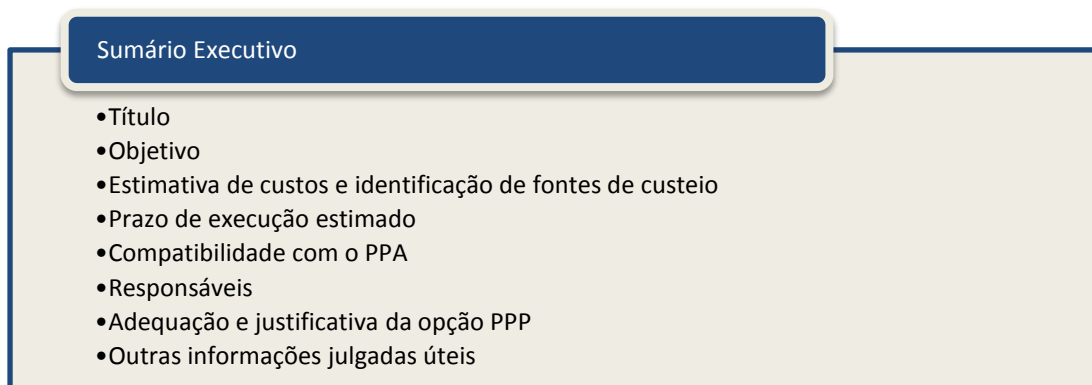 Sumário Executivo
•Título
•Objetivo
•Estimativa de custos e identificação de fontes de custeio
•Prazo de execução estimado
•Compatibilidade com o PPA
•Responsáveis
•Adequação e justificativa da opção PPP
•Outras informações julgadas úteis